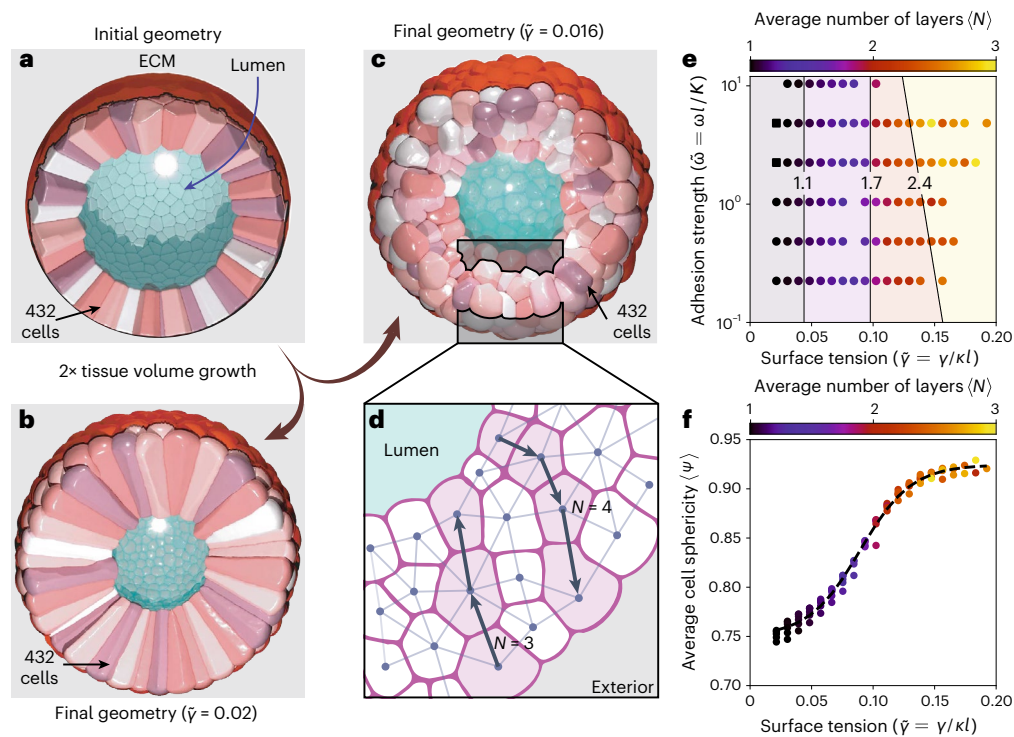 Initial geometry
a
ECM
Lumen
432
cells
2× tissue volume growth
b
432
cells
Final geometry (γ̃ = 0.02)
Final geometry (γ̃ = 0.016)
c
432
cells
d
Lumen
N = 4
N = 3
Exterior
Average number of layers ⟨N⟩
1 2 3
e
Adhesion strength (ω̃ = ωl / K)
10¹
10⁰
10⁻¹
1.1 1.7 2.4
0 0.05 0.10 0.15 0.20
Surface tension (γ̃ = γ/κl)
Average number of layers ⟨N⟩
1 2 3
f
Average cell sphericity ⟨Ψ⟩
0.95
0.90
0.85
0.80
0.75
0.70
0 0.05 0.10 0.15 0.20
Surface tension (γ̃ = γ/κl)